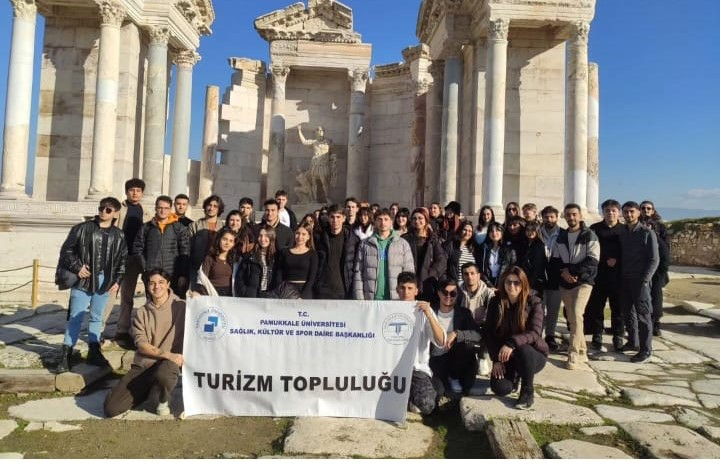 T.C.
PAMUKKALE ÜNİVERSİTESİ
SAĞLIK, KÜLTÜR VE SPOR DAİRE BAŞKANLIĞI
TURİZM TOPLULUĞU